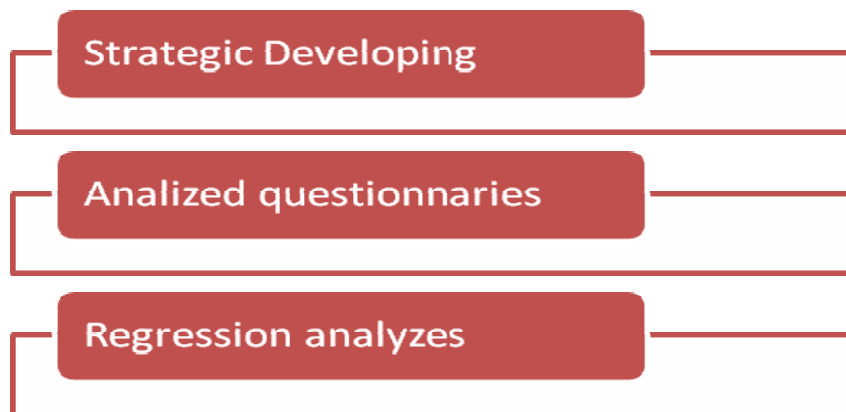 Strategic Developing
Analized questionnaries
Regression analyzes